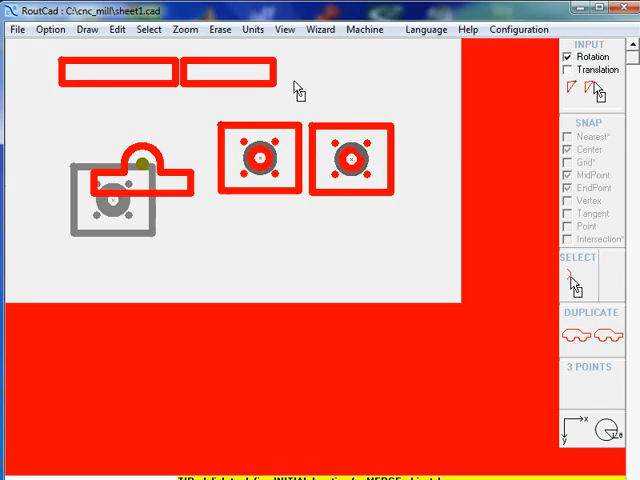 RoutCad : C:\cnc_mill\sheet1.cad
File Option Draw Edit Select Zoom Erase Units View Wizard Machine Language Highlight Configuration
INPUT
Rotation
Translation
SNAP
Nearest*
Center
Grid*
MidPoint
EndPoint
Vertex
Tangent
Point
Intersection*
SELECT
DUPLICATE
3 POINTS
x
y